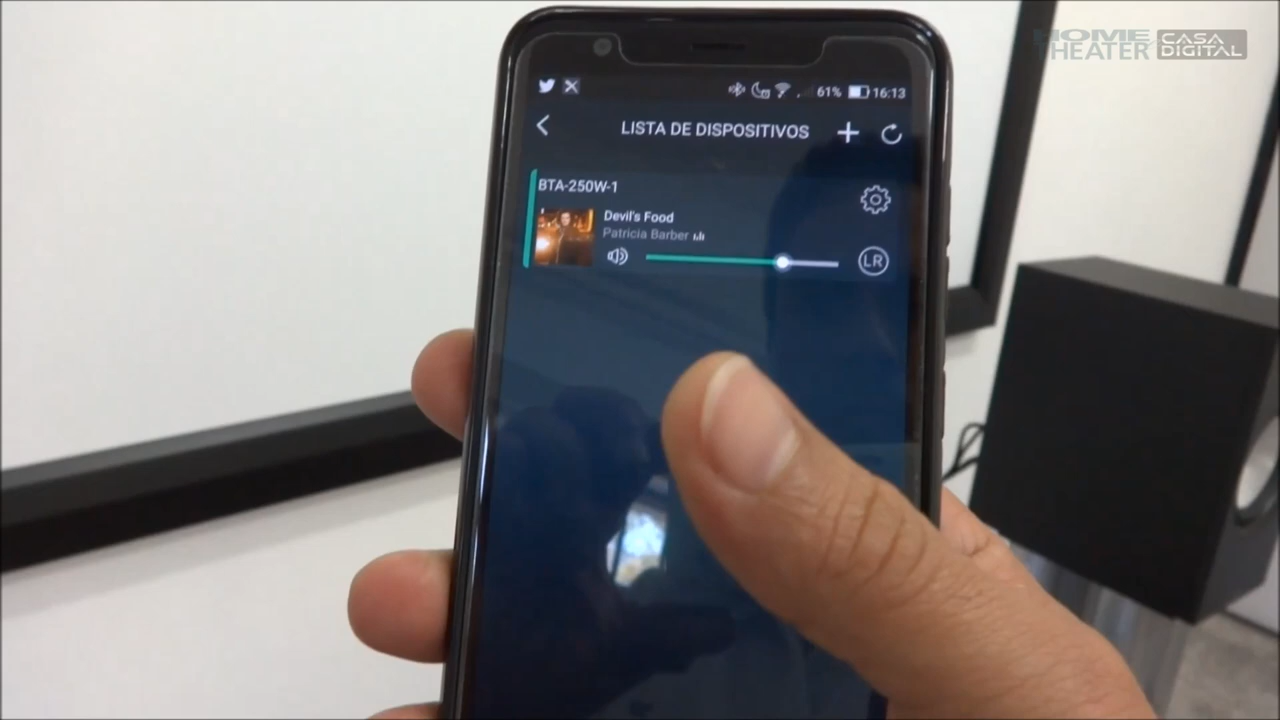 HOME THEATER CASA DIGITAL
61% 16:13
LISTA DE DISPOSITIVOS
BTA-250W-1
Devil's Food
Patricia Barber
LR